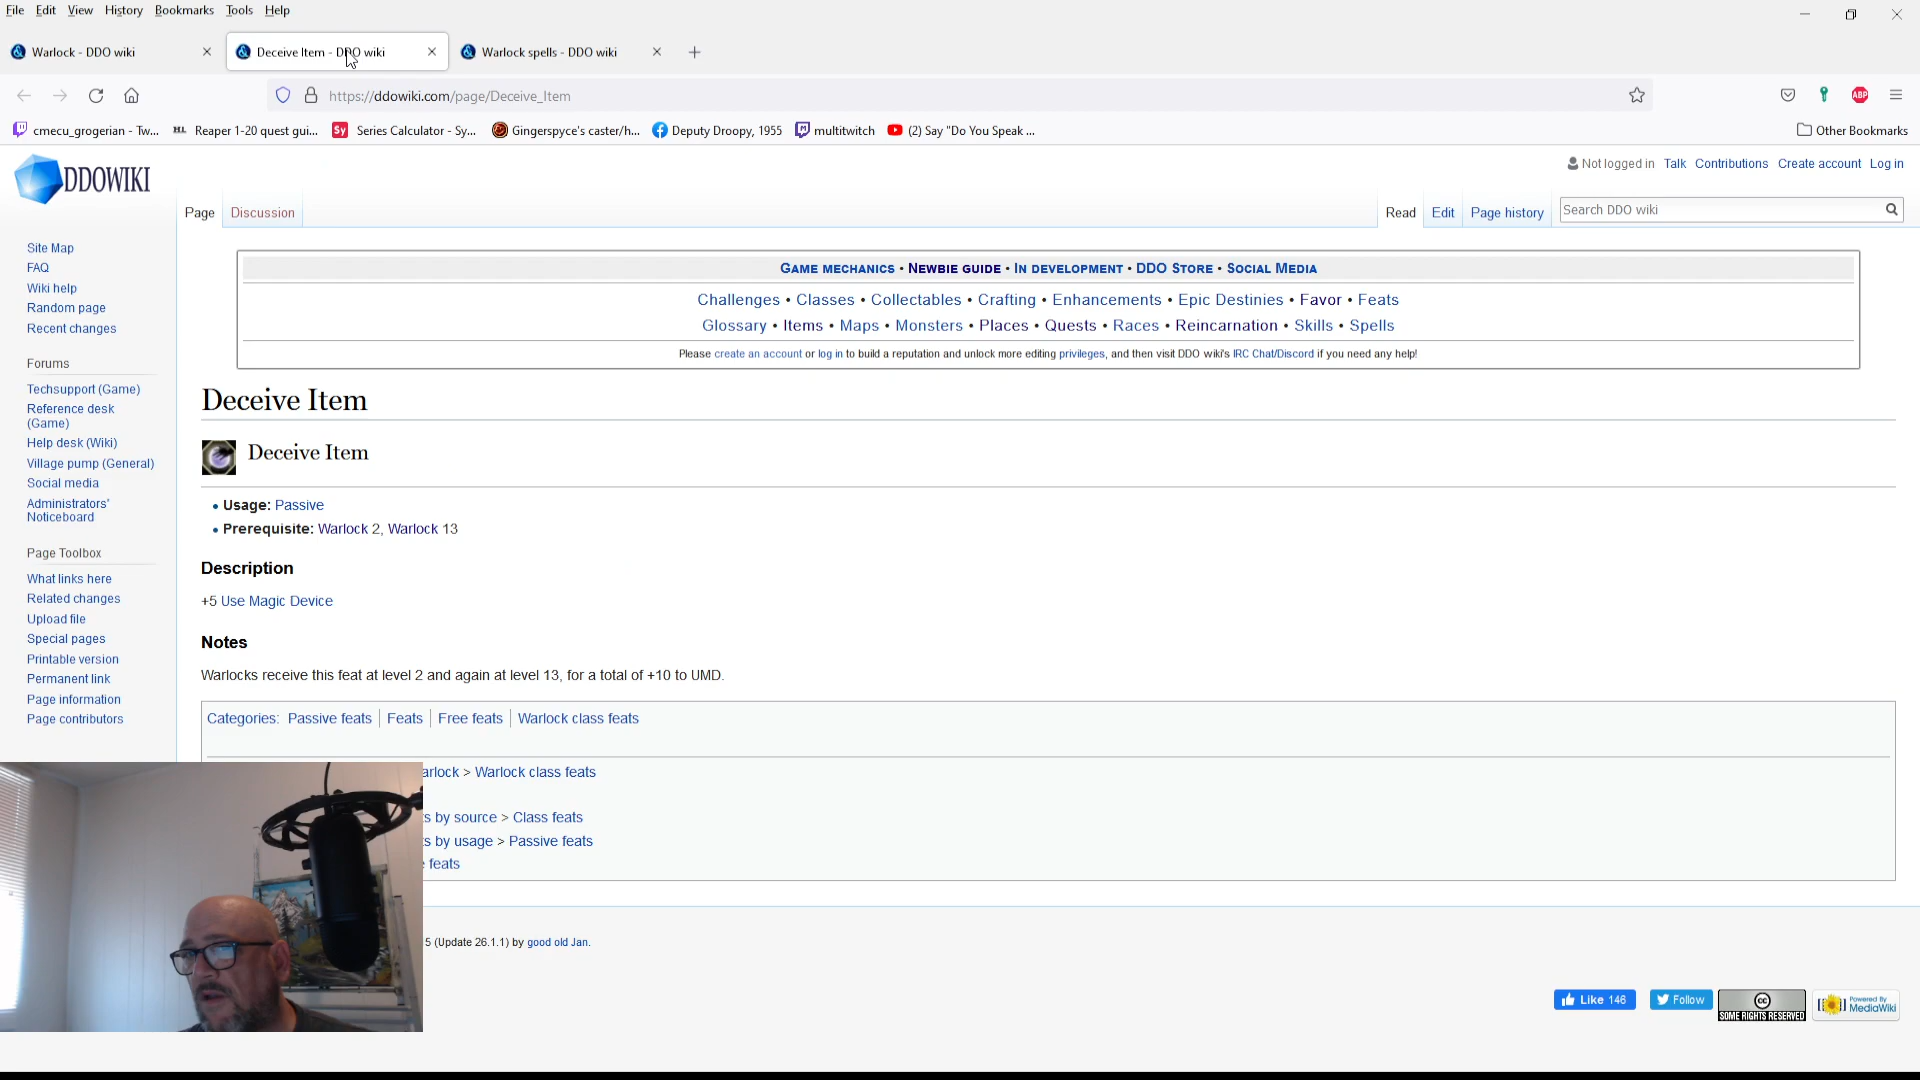 File Edit View History Bookmarks Tools Help
Warlock - DDO wiki
Deceive Item - DDO wiki
Warlock spells - DDO wiki
https://ddowiki.com/page/Deceive_Item
ABP
cmecu_grogerian - Tw...
Reaper 1-20 quest gui...
Sy Series Calculator - Sy...
Gingerspyce's caster/h...
Deputy Droopy, 1955
multitwitch
(2) Say "Do You Speak ...
Other Bookmarks
DDOWIKI
Not logged in Talk Contributions Create account Log in
Page Discussion
Read Edit Page history
Search DDO wiki
Site Map
FAQ
Wiki help
Random page
Recent changes
Forums
Techsupport (Game)
Reference desk
(Game)
Help desk (Wiki)
Village pump (General)
Social media
Administrators'
Noticeboard
Page Toolbox
What links here
Related changes
Upload file
Special pages
Printable version
Permanent link
Page information
Page contributors
GAME MECHANICS • NEWBIE GUIDE • IN DEVELOPMENT • DDO STORE • SOCIAL MEDIA
Challenges • Classes • Collectables • Crafting • Enhancements • Epic Destinies • Favor • Feats
Glossary • Items • Maps • Monsters • Places • Quests • Races • Reincarnation • Skills • Spells
Please create an account or log in to build a reputation and unlock more editing privileges, and then visit DDO wiki's IRC Chat/Discord if you need any help!
Deceive Item
Deceive Item
• Usage: Passive
• Prerequisite: Warlock 2, Warlock 13
Description
+5 Use Magic Device
Notes
Warlocks receive this feat at level 2 and again at level 13, for a total of +10 to UMD.
Categories: Passive feats | Feats | Free feats | Warlock class feats
arlock > Warlock class feats
s by source > Class feats
s by usage > Passive feats
feats
5 (Update 26.1.1) by good old Jan.
Like 146
Follow
cc
SOME RIGHTS RESERVED
Powered By
MediaWiki